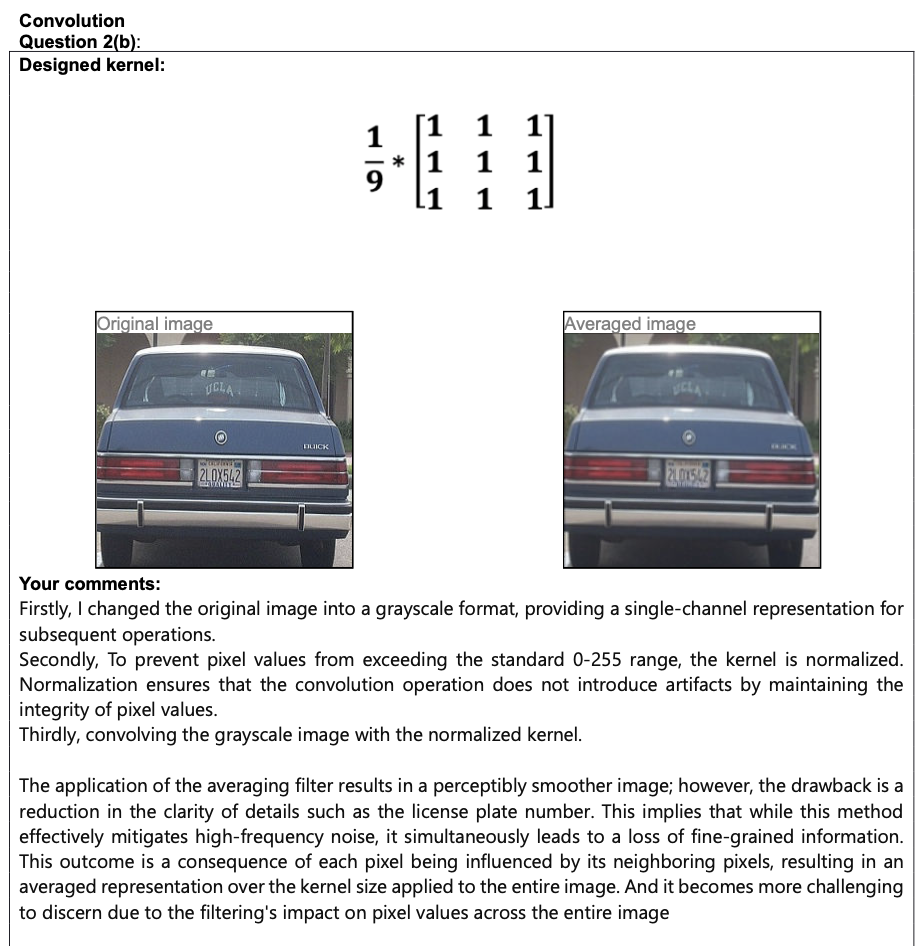 Convolution
Question 2(b):
Designed kernel:
1/9 * [1 1 1
1 1 1
1 1 1]
Original image
Averaged image
UCLA
BUICK
CALIFORNIA
2LOX542
UCLA
BUICK
2LOX542
Your comments:
Firstly, I changed the original image into a grayscale format, providing a single-channel representation for
subsequent operations.
Secondly, To prevent pixel values from exceeding the standard 0-255 range, the kernel is normalized.
Normalization ensures that the convolution operation does not introduce artifacts by maintaining the
integrity of pixel values.
Thirdly, convolving the grayscale image with the normalized kernel.
The application of the averaging filter results in a perceptibly smoother image; however, the drawback is a
reduction in the clarity of details such as the license plate number. This implies that while this method
effectively mitigates high-frequency noise, it simultaneously leads to a loss of fine-grained information.
This outcome is a consequence of each pixel being influenced by its neighboring pixels, resulting in an
averaged representation over the kernel size applied to the entire image. And it becomes more challenging
to discern due to the filtering's impact on pixel values across the entire image